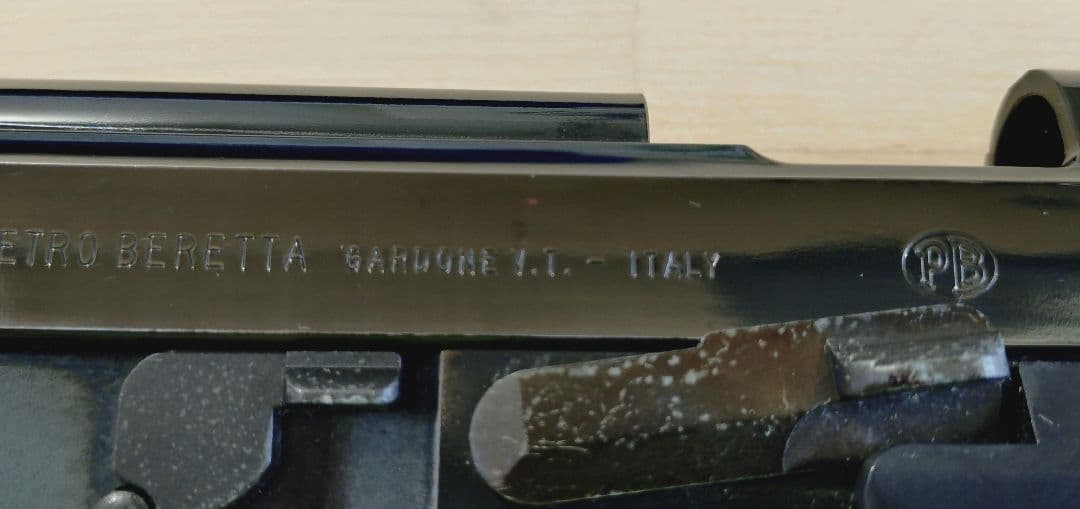 ETRO BERETTA GARDONE V.T. - ITALY PB